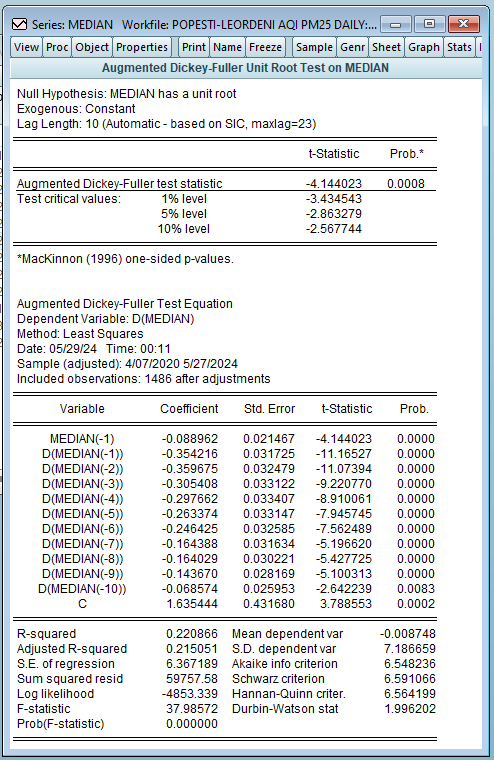 Series: MEDIAN   Workfile: POPESTI-LEORDENI AQI PM25 DAILY:...
View Proc Object Properties Print Name Freeze Sample Genr Sheet Graph Stats
Augmented Dickey-Fuller Unit Root Test on MEDIAN
Null Hypothesis: MEDIAN has a unit root
Exogenous: Constant
Lag Length: 10 (Automatic - based on SIC, maxlag=23)
t-Statistic Prob.*
Augmented Dickey-Fuller test statistic -4.144023 0.0008
Test critical values: 1% level -3.434543
5% level -2.863279
10% level -2.567744
*MacKinnon (1996) one-sided p-values.
Augmented Dickey-Fuller Test Equation
Dependent Variable: D(MEDIAN)
Method: Least Squares
Date: 05/29/24 Time: 00:11
Sample (adjusted): 4/07/2020 5/27/2024
Included observations: 1486 after adjustments
Variable Coefficient Std. Error t-Statistic Prob.
MEDIAN(-1) -0.088962 0.021467 -4.144023 0.0000
D(MEDIAN(-1)) -0.354216 0.031725 -11.16527 0.0000
D(MEDIAN(-2)) -0.359675 0.032479 -11.07394 0.0000
D(MEDIAN(-3)) -0.305408 0.033122 -9.220770 0.0000
D(MEDIAN(-4)) -0.297662 0.033407 -8.910061 0.0000
D(MEDIAN(-5)) -0.263374 0.033147 -7.945745 0.0000
D(MEDIAN(-6)) -0.246425 0.032585 -7.562489 0.0000
D(MEDIAN(-7)) -0.164388 0.031634 -5.196620 0.0000
D(MEDIAN(-8)) -0.164029 0.030221 -5.427725 0.0000
D(MEDIAN(-9)) -0.143670 0.028169 -5.100313 0.0000
D(MEDIAN(-10)) -0.068574 0.025953 -2.642239 0.0083
C 1.635444 0.431680 3.788553 0.0002
R-squared 0.220866 Mean dependent var -0.008748
Adjusted R-squared 0.215051 S.D. dependent var 7.186659
S.E. of regression 6.367189 Akaike info criterion 6.548236
Sum squared resid 59757.58 Schwarz criterion 6.591066
Log likelihood -4853.339 Hannan-Quinn criter. 6.564199
F-statistic 37.98572 Durbin-Watson stat 1.996202
Prob(F-statistic) 0.000000